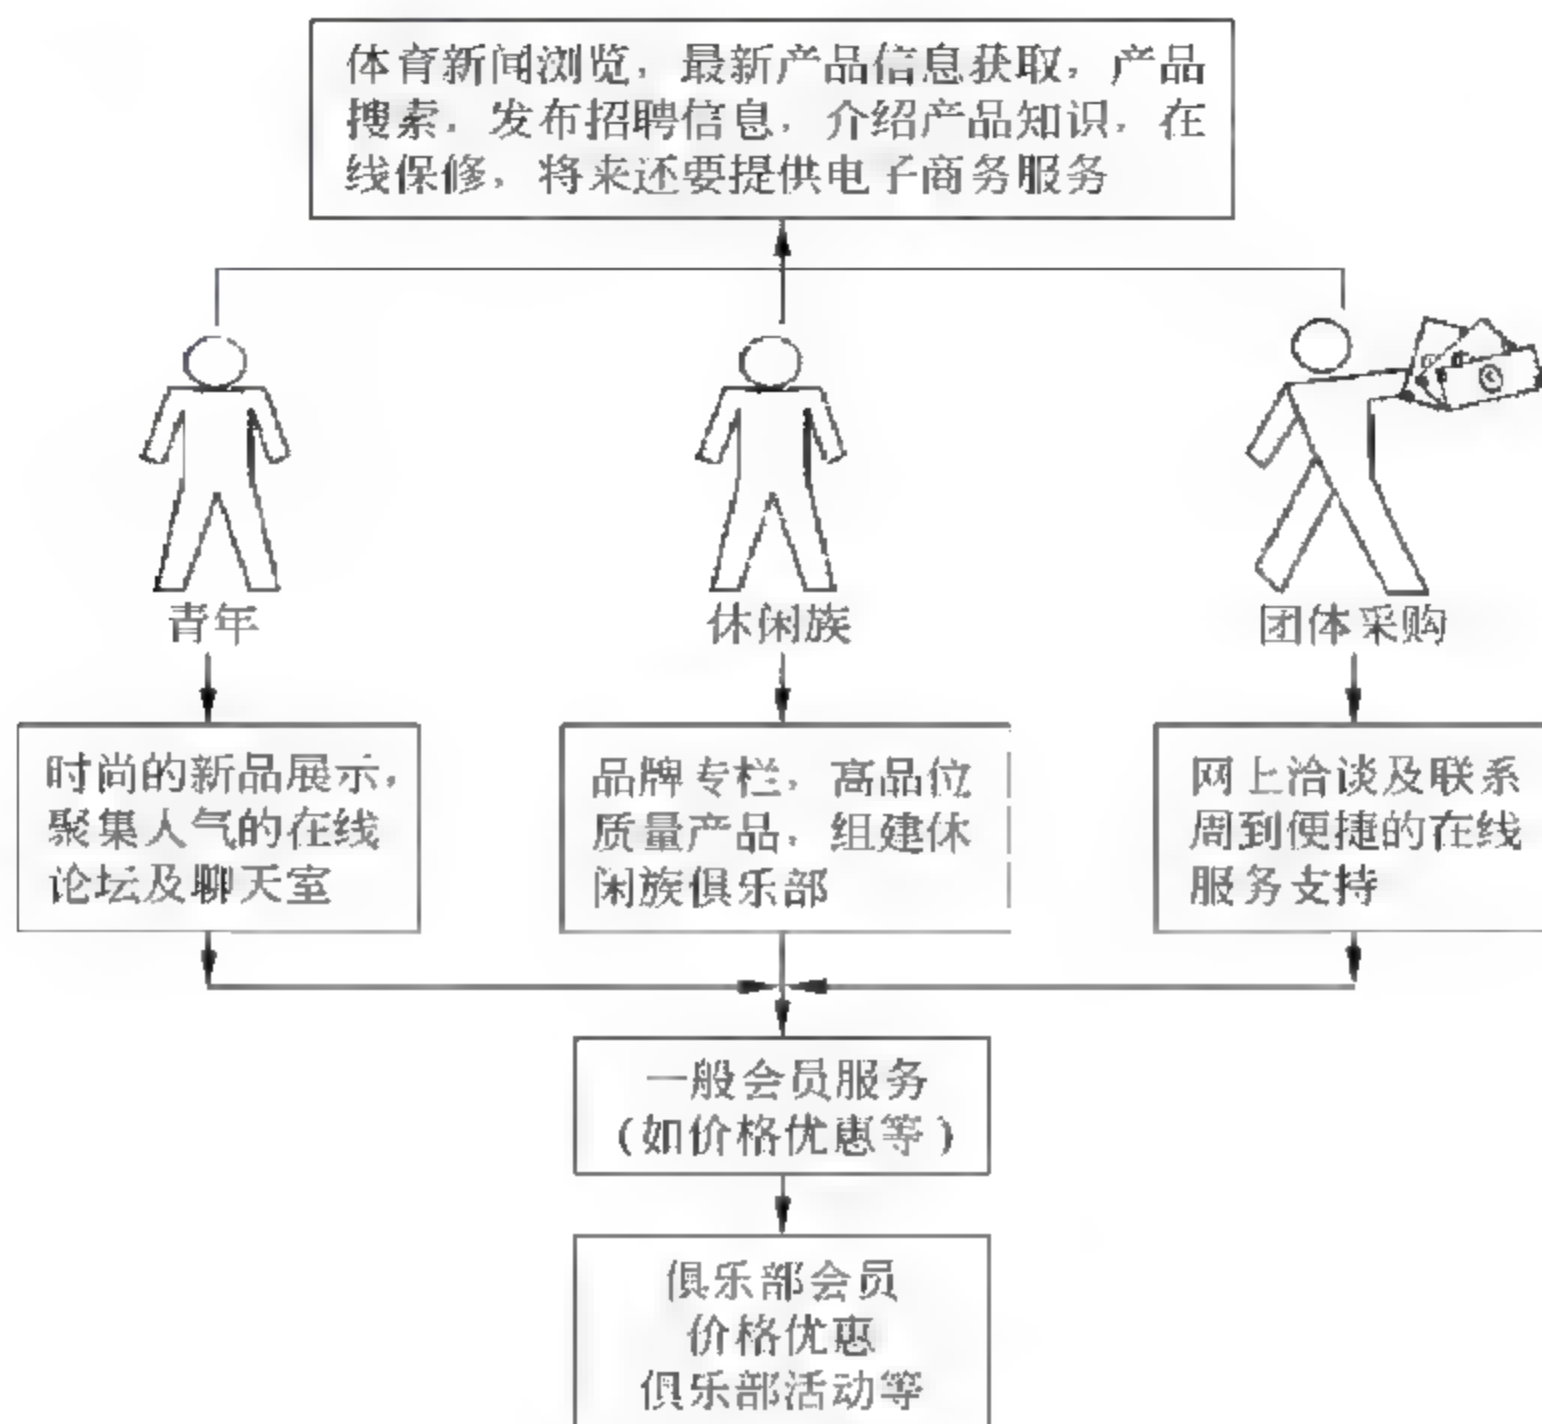 体育新闻浏览，最新产品信息获取，产品
搜索，发布招聘信息，介绍产品知识，在
线保修，将来还要提供电子商务服务
青年
休闲族
团体采购
时尚的新品展示，
聚集人气的在线
论坛及聊天室
品牌专栏，高品位
质量产品，组建休
闲族俱乐部
网上洽谈及联系
周到便捷的在线
服务支持
一般会员服务
（如价格优惠等）
俱乐部会员
价格优惠
俱乐部活动等